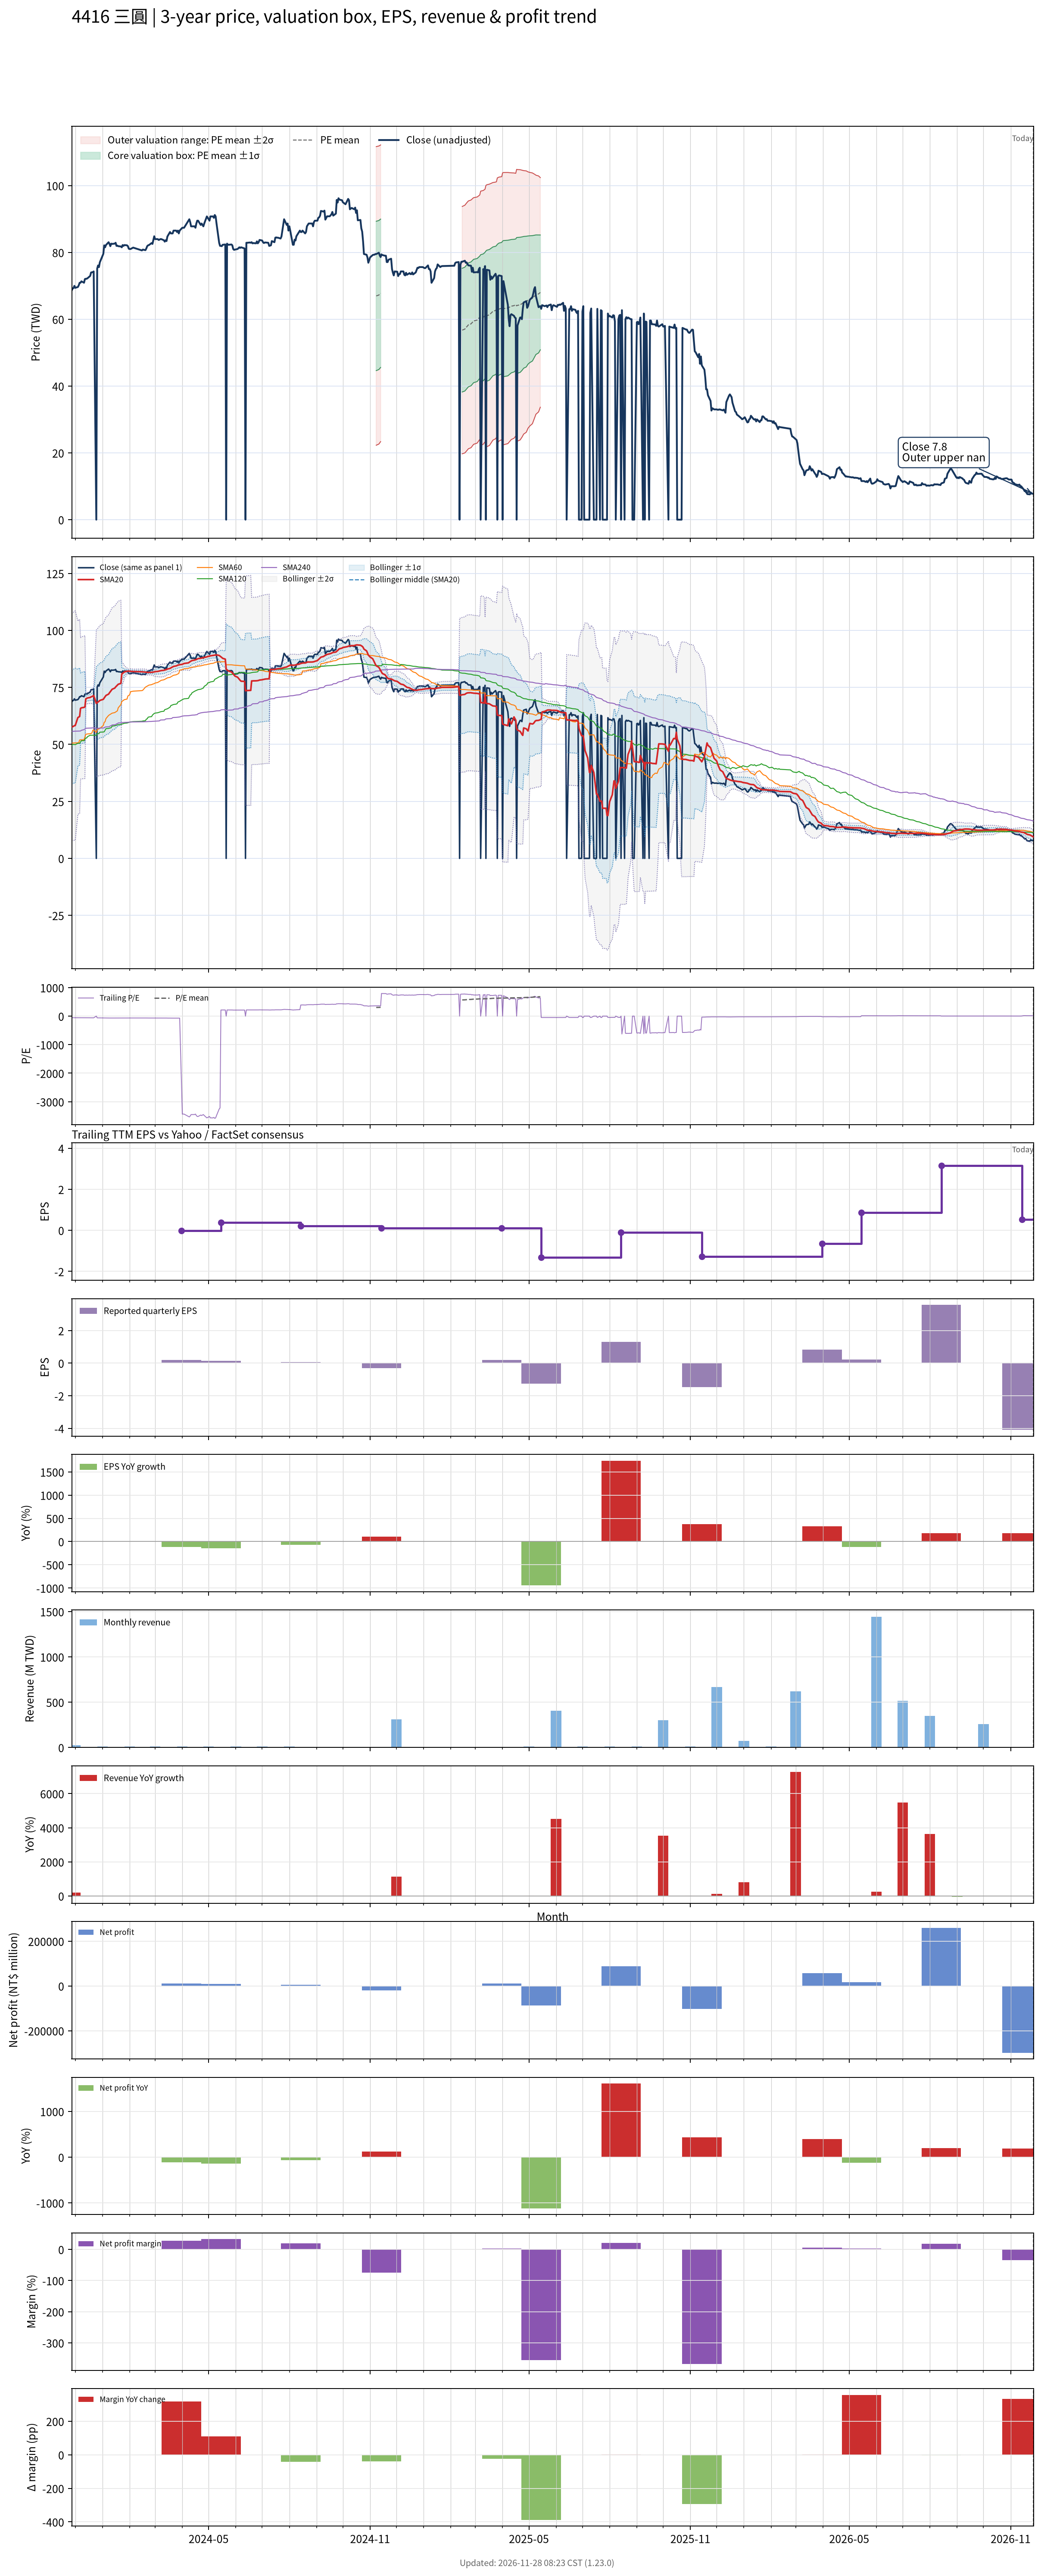 4416 三圓 | 3-year price, valuation box, EPS, revenue & profit trend
Outer valuation range: PE mean ±2σ
Core valuation box: PE mean ±1σ
PE mean
Close (unadjusted)
Today
Price (TWD)
100
80
60
40
20
0
Close 7.8
Outer upper nan
Close (same as panel 1)
SMA20
SMA60
SMA120
SMA240
Bollinger ±2σ
Bollinger ±1σ
Bollinger middle (SMA20)
Price
125
100
75
50
25
0
-25
Trailing P/E
P/E mean
P/E
1000
0
-1000
-2000
-3000
Trailing TTM EPS vs Yahoo / FactSet consensus
Today
EPS
4
2
0
-2
Reported quarterly EPS
EPS
2
0
-2
-4
EPS YoY growth
YoY (%)
1500
1000
500
0
-500
-1000
Monthly revenue
Revenue (M TWD)
1500
1000
500
0
Revenue YoY growth
YoY (%)
6000
4000
2000
0
Month
Net profit
Net profit (NT$ million)
200000
0
-200000
Net profit YoY
YoY (%)
1000
0
-1000
Net profit margin
Margin (%)
0
-100
-200
-300
Margin YoY change
Δ margin (pp)
200
0
-200
-400
2024-05
2024-11
2025-05
2025-11
2026-05
2026-11
Updated: 2026-11-28 08:23 CST (1.23.0)